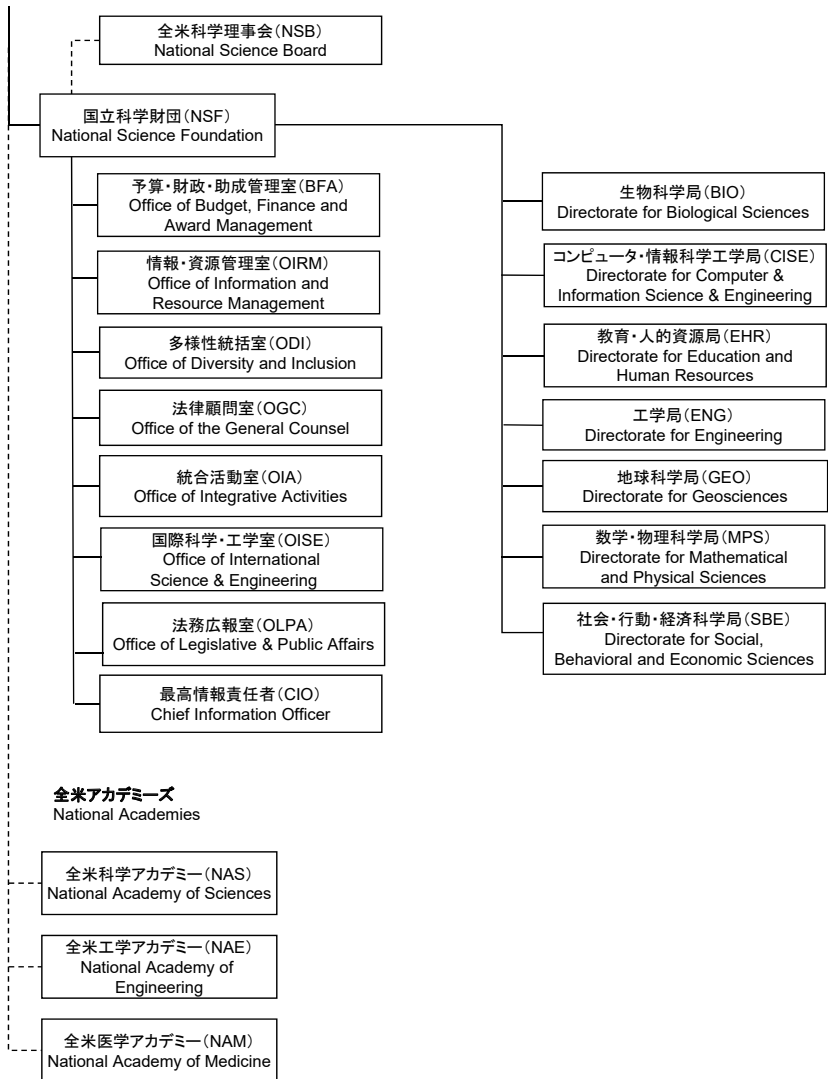 全米科学理事会(NSB)
National Science Board
国立科学財団(NSF)
National Science Foundation
予算・財政・助成管理室(BFA)
Office of Budget, Finance and
Award Management
情報・資源管理室(OIRM)
Office of Information and
Resource Management
多様性統括室(ODI)
Office of Diversity and Inclusion
法律顧問室(OGC)
Office of the General Counsel
統合活動室(OIA)
Office of Integrative Activities
国際科学・工学室(OISE)
Office of International
Science & Engineering
法務広報室(OLPA)
Office of Legislative & Public Affairs
最高情報責任者(CIO)
Chief Information Officer
生物科学局(BIO)
Directorate for Biological Sciences
コンピュータ・情報科学工学局(CISE)
Directorate for Computer &
Information Science & Engineering
教育・人的資源局(EHR)
Directorate for Education and
Human Resources
工学局(ENG)
Directorate for Engineering
地球科学局(GEO)
Directorate for Geosciences
数学・物理科学局(MPS)
Directorate for Mathematical
and Physical Sciences
社会・行動・経済科学局(SBE)
Directorate for Social,
Behavioral and Economic Sciences
全米アカデミーズ
National Academies
全米科学アカデミー(NAS)
National Academy of Sciences
全米工学アカデミー(NAE)
National Academy of
Engineering
全米医学アカデミー(NAM)
National Academy of Medicine